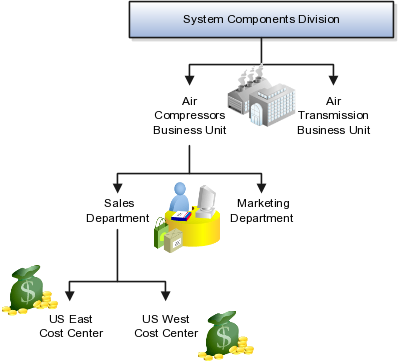 System Components Division
Air
Compressors
Business Unit
Air
Transmission
Business Unit
Sales
Department
Marketing
Department
US East
Cost Center
US West
Cost Center